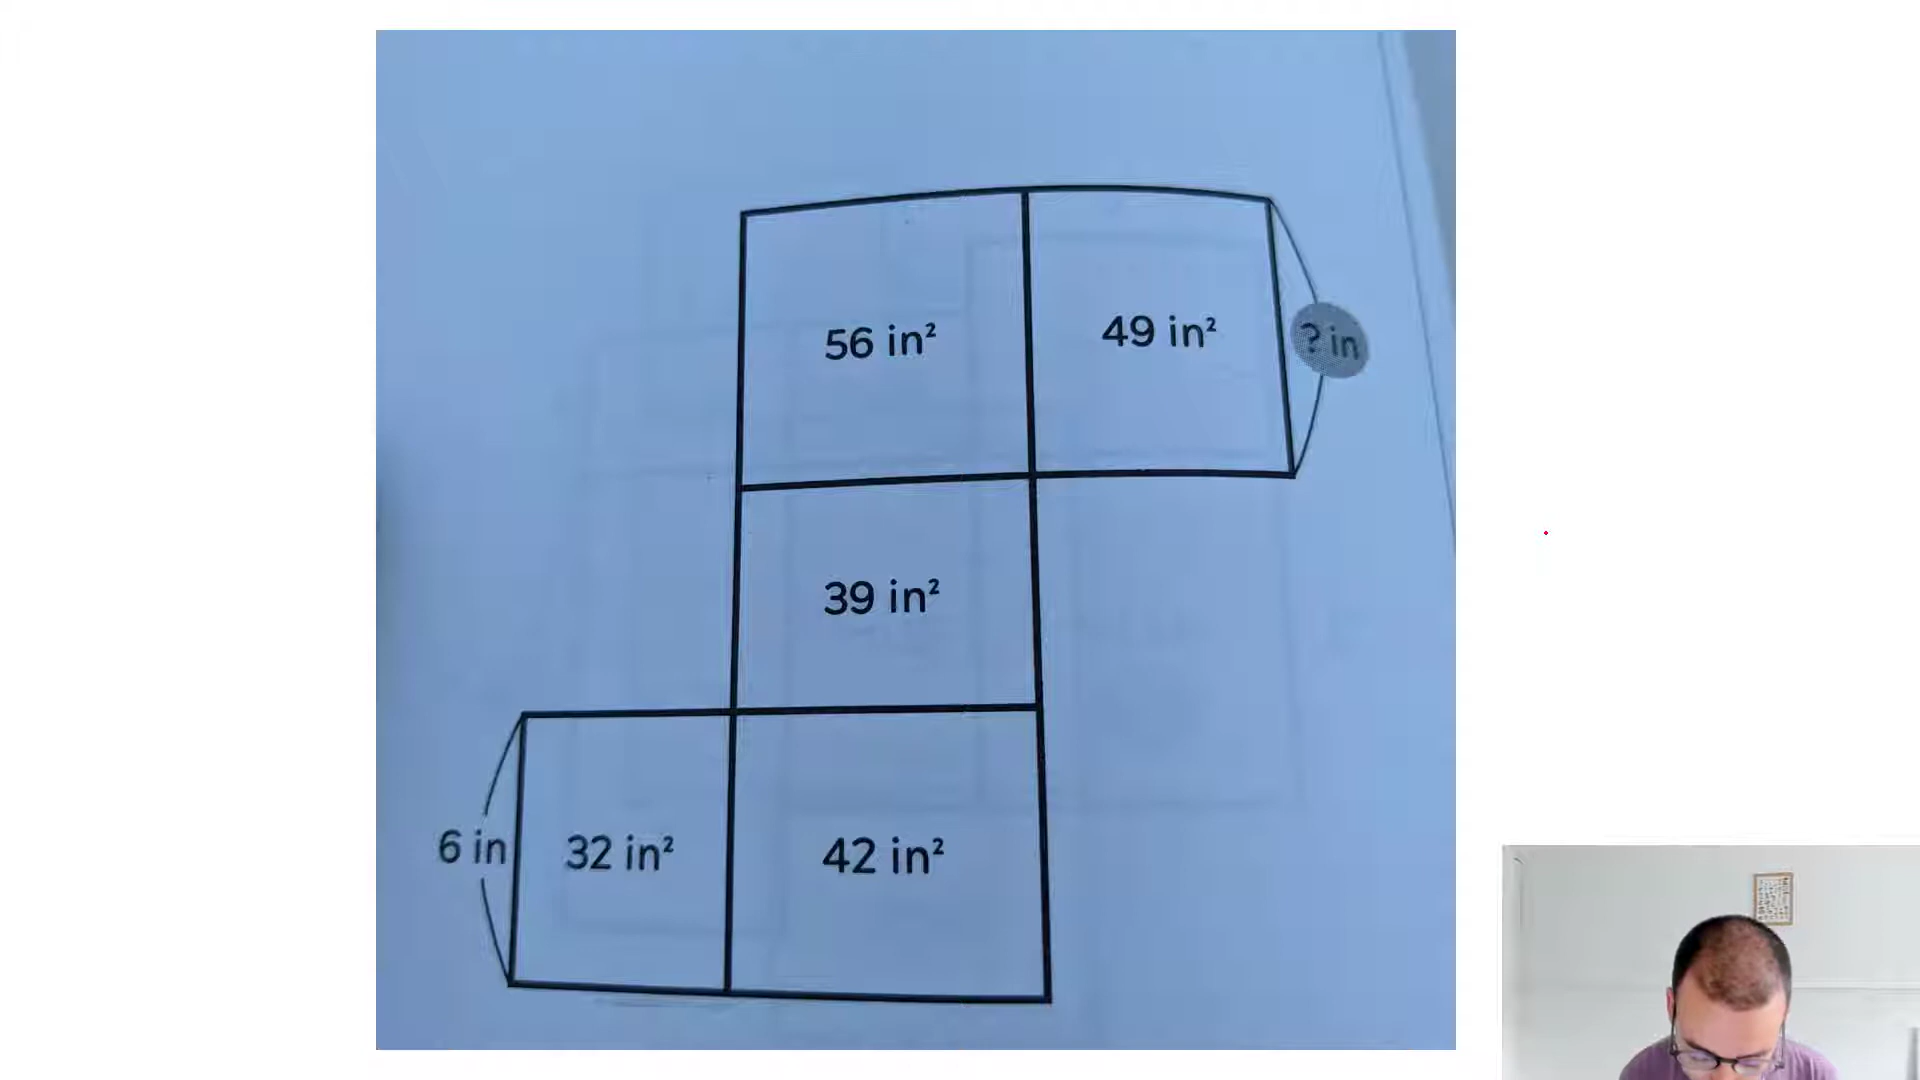 56 in²
49 in²
? in
39 in²
6 in
32 in²
42 in²